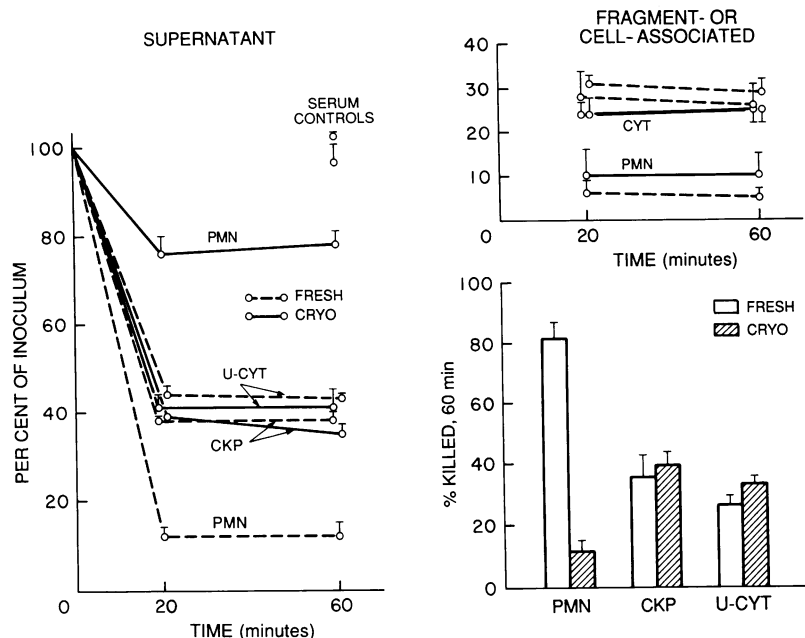 SUPERNATANT
SERUM
CONTROLS
100
80
60
40
20
0
20
60
PMN
FRESH
CRYO
U-CYT
CKP
PMN
PER CENT OF INOCULUM
TIME (minutes)
FRAGMENT- OR
CELL- ASSOCIATED
40
30
20
10
0
CYT
PMN
20
60
TIME (minutes)
100
80
60
40
20
0
% KILLED, 60 min
FRESH
CRYO
PMN
CKP
U-CYT